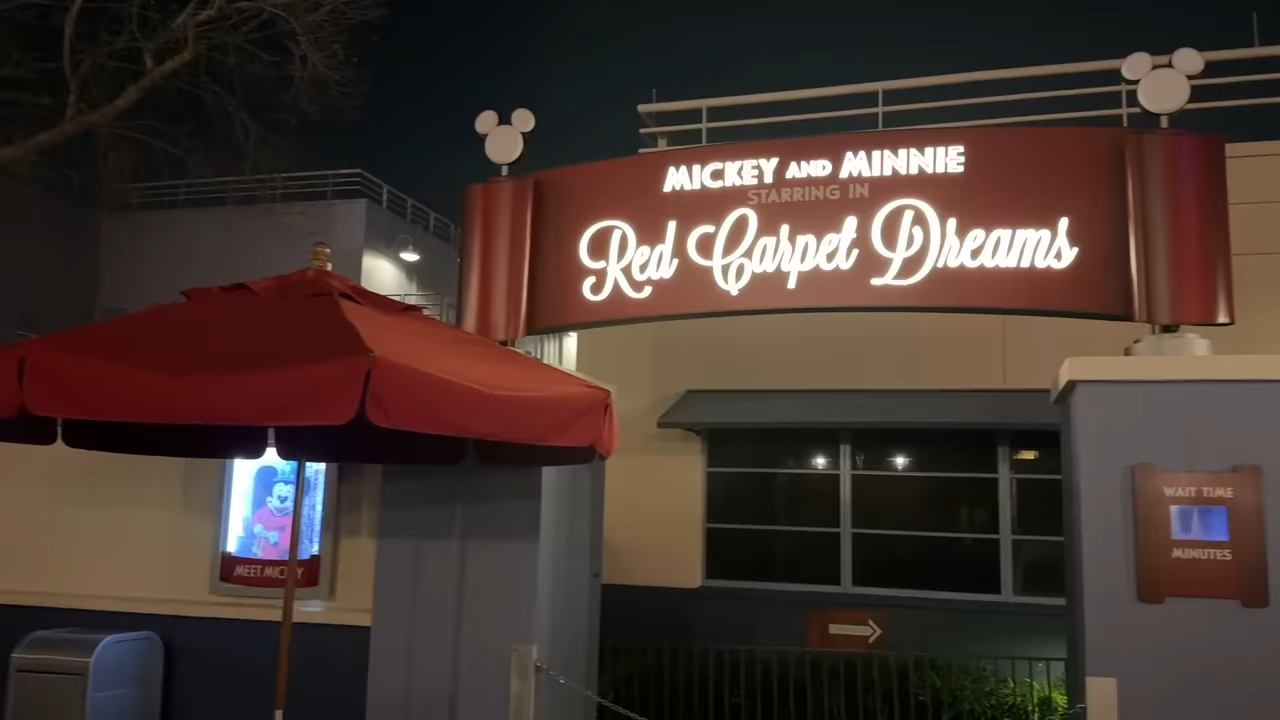 MICKEY AND MINNIE
STARRING IN
Red Carpet Dreams
MEET MICKEY
WAIT TIME
MINUTES